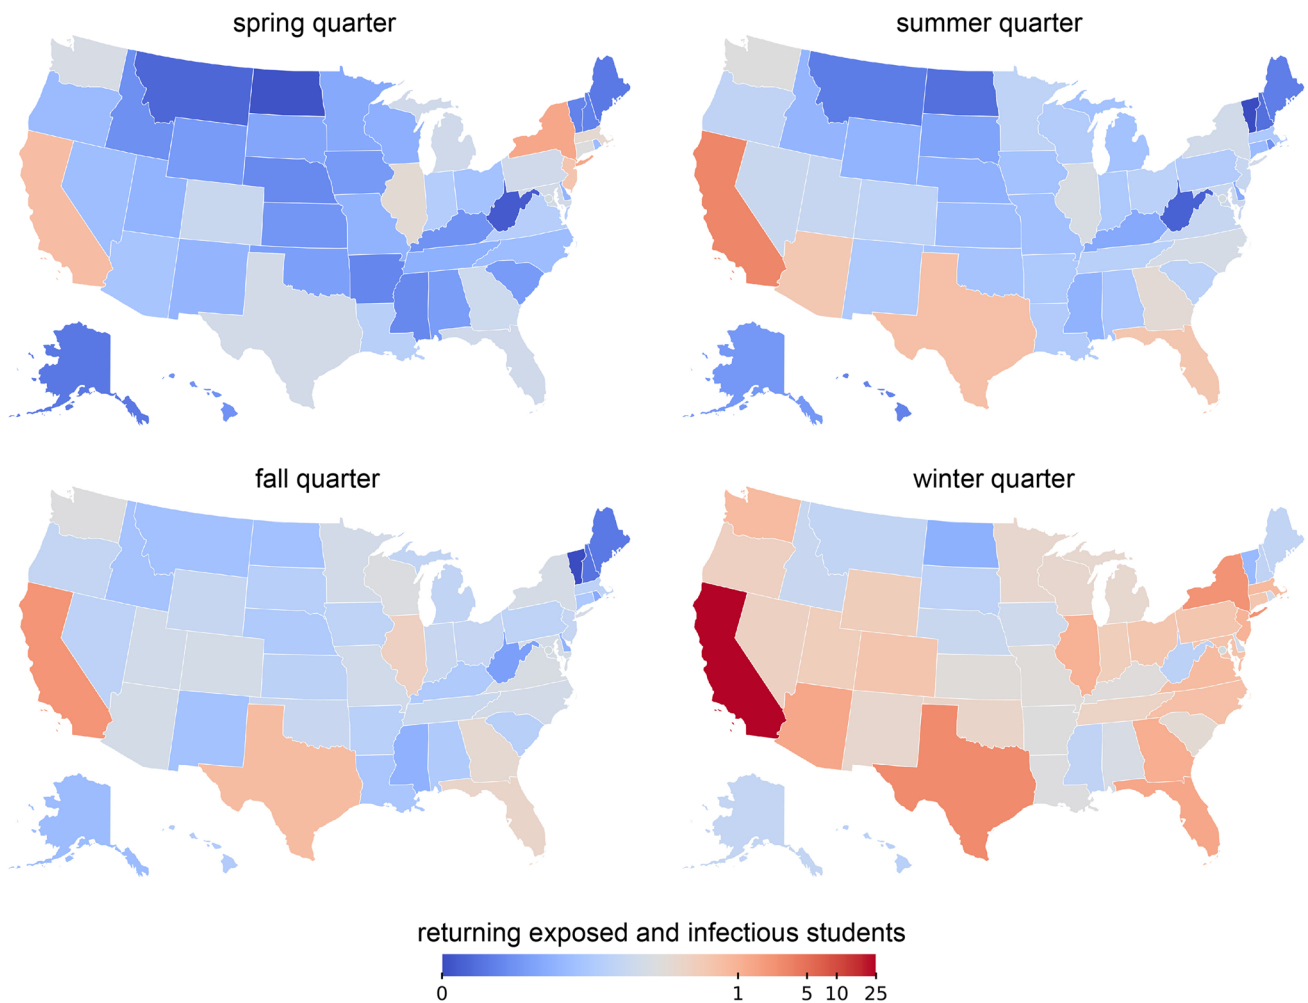 spring quarter
summer quarter
fall quarter
winter quarter
returning exposed and infectious students
0 1 5 10 25